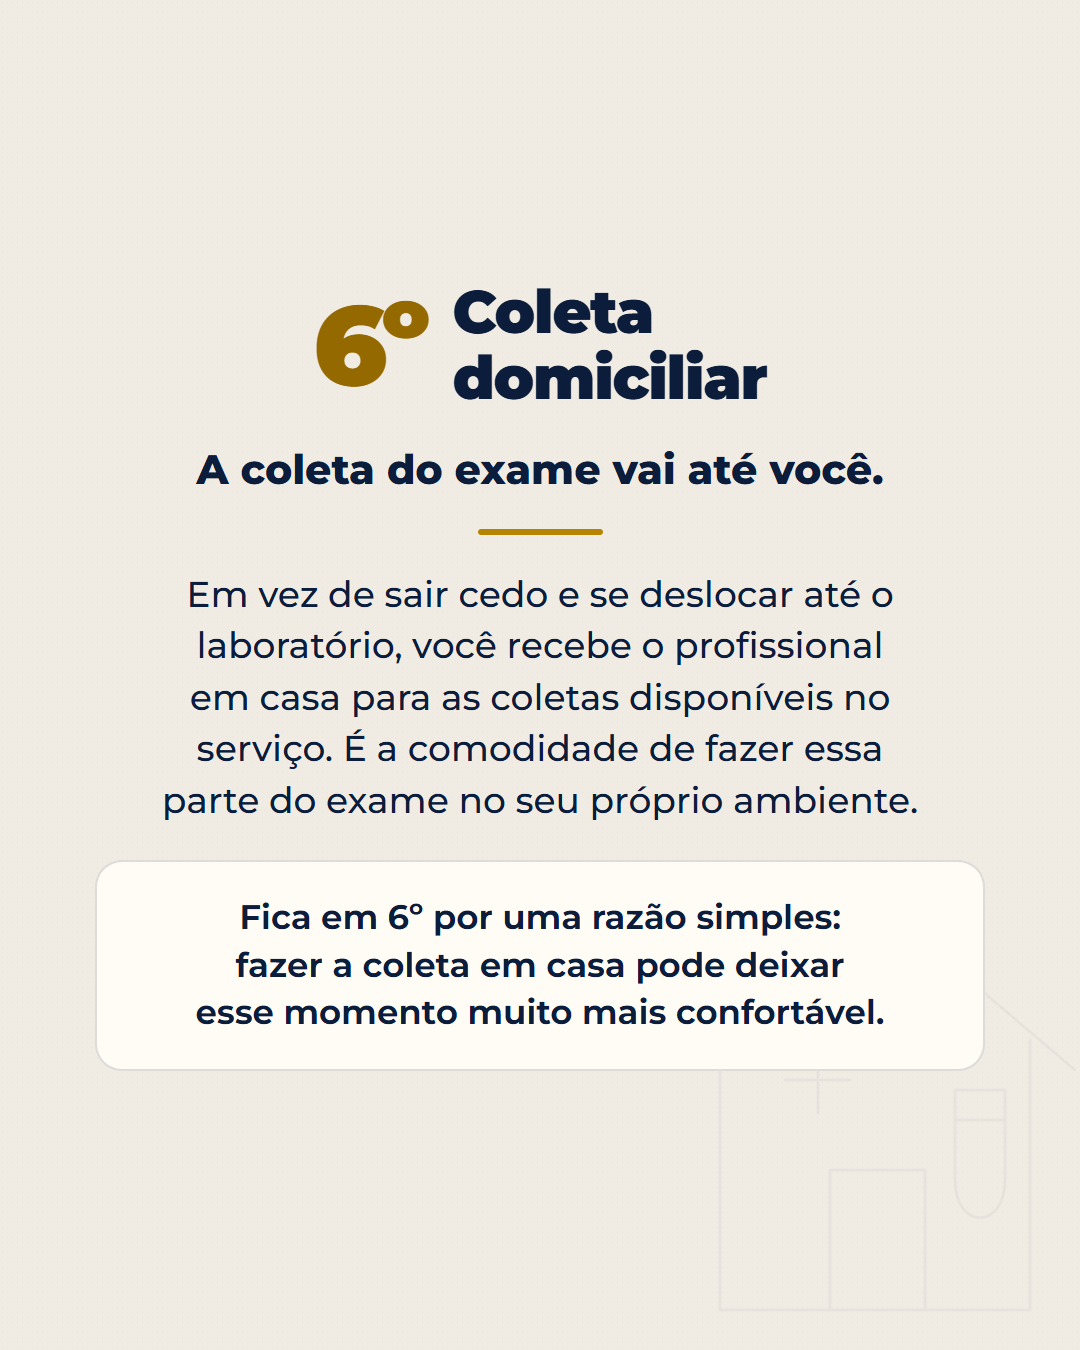 6º Coleta
domiciliar
A coleta do exame vai até você.
Em vez de sair cedo e se deslocar até o
laboratório, você recebe o profissional
em casa para as coletas disponíveis no
serviço. É a comodidade de fazer essa
parte do exame no seu próprio ambiente.
Fica em 6º por uma razão simples:
fazer a coleta em casa pode deixar
esse momento muito mais confortável.